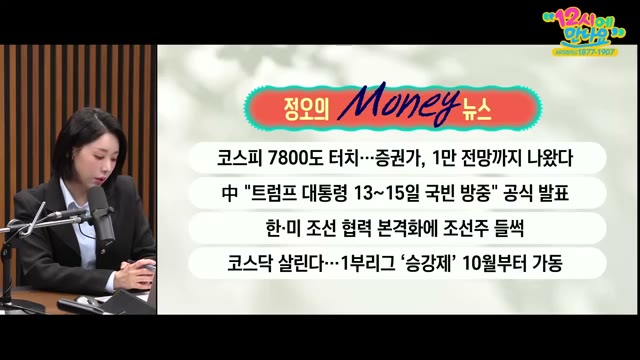 "12시에
만나요"
1877-1907
정오의 Money 뉴스
코스피 7800도 터치…증권가, 1만 전망까지 나왔다
中 "트럼프 대통령 13~15일 국빈 방중" 공식 발표
한·미 조선 협력 본격화에 조선주 들썩
코스닥 살린다…1부리그 ‘승강제’ 10월부터 가동